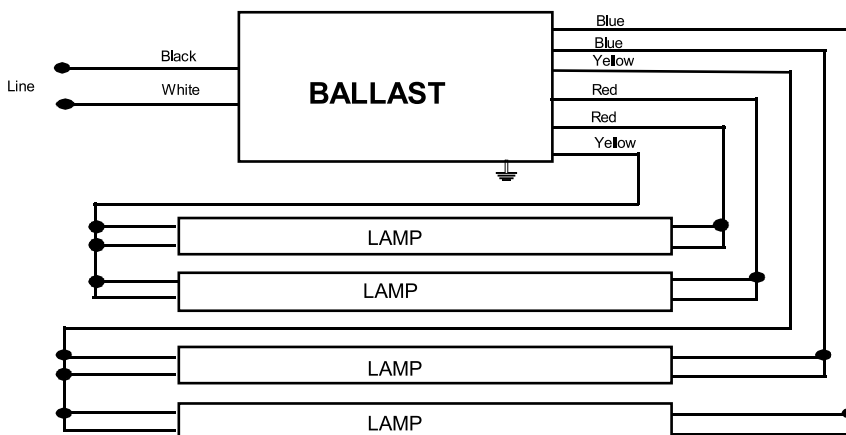 Blue
Blue
Yellow
Black
Line
White
BALLAST
Red
Red
Yellow
LAMP
LAMP
LAMP
LAMP